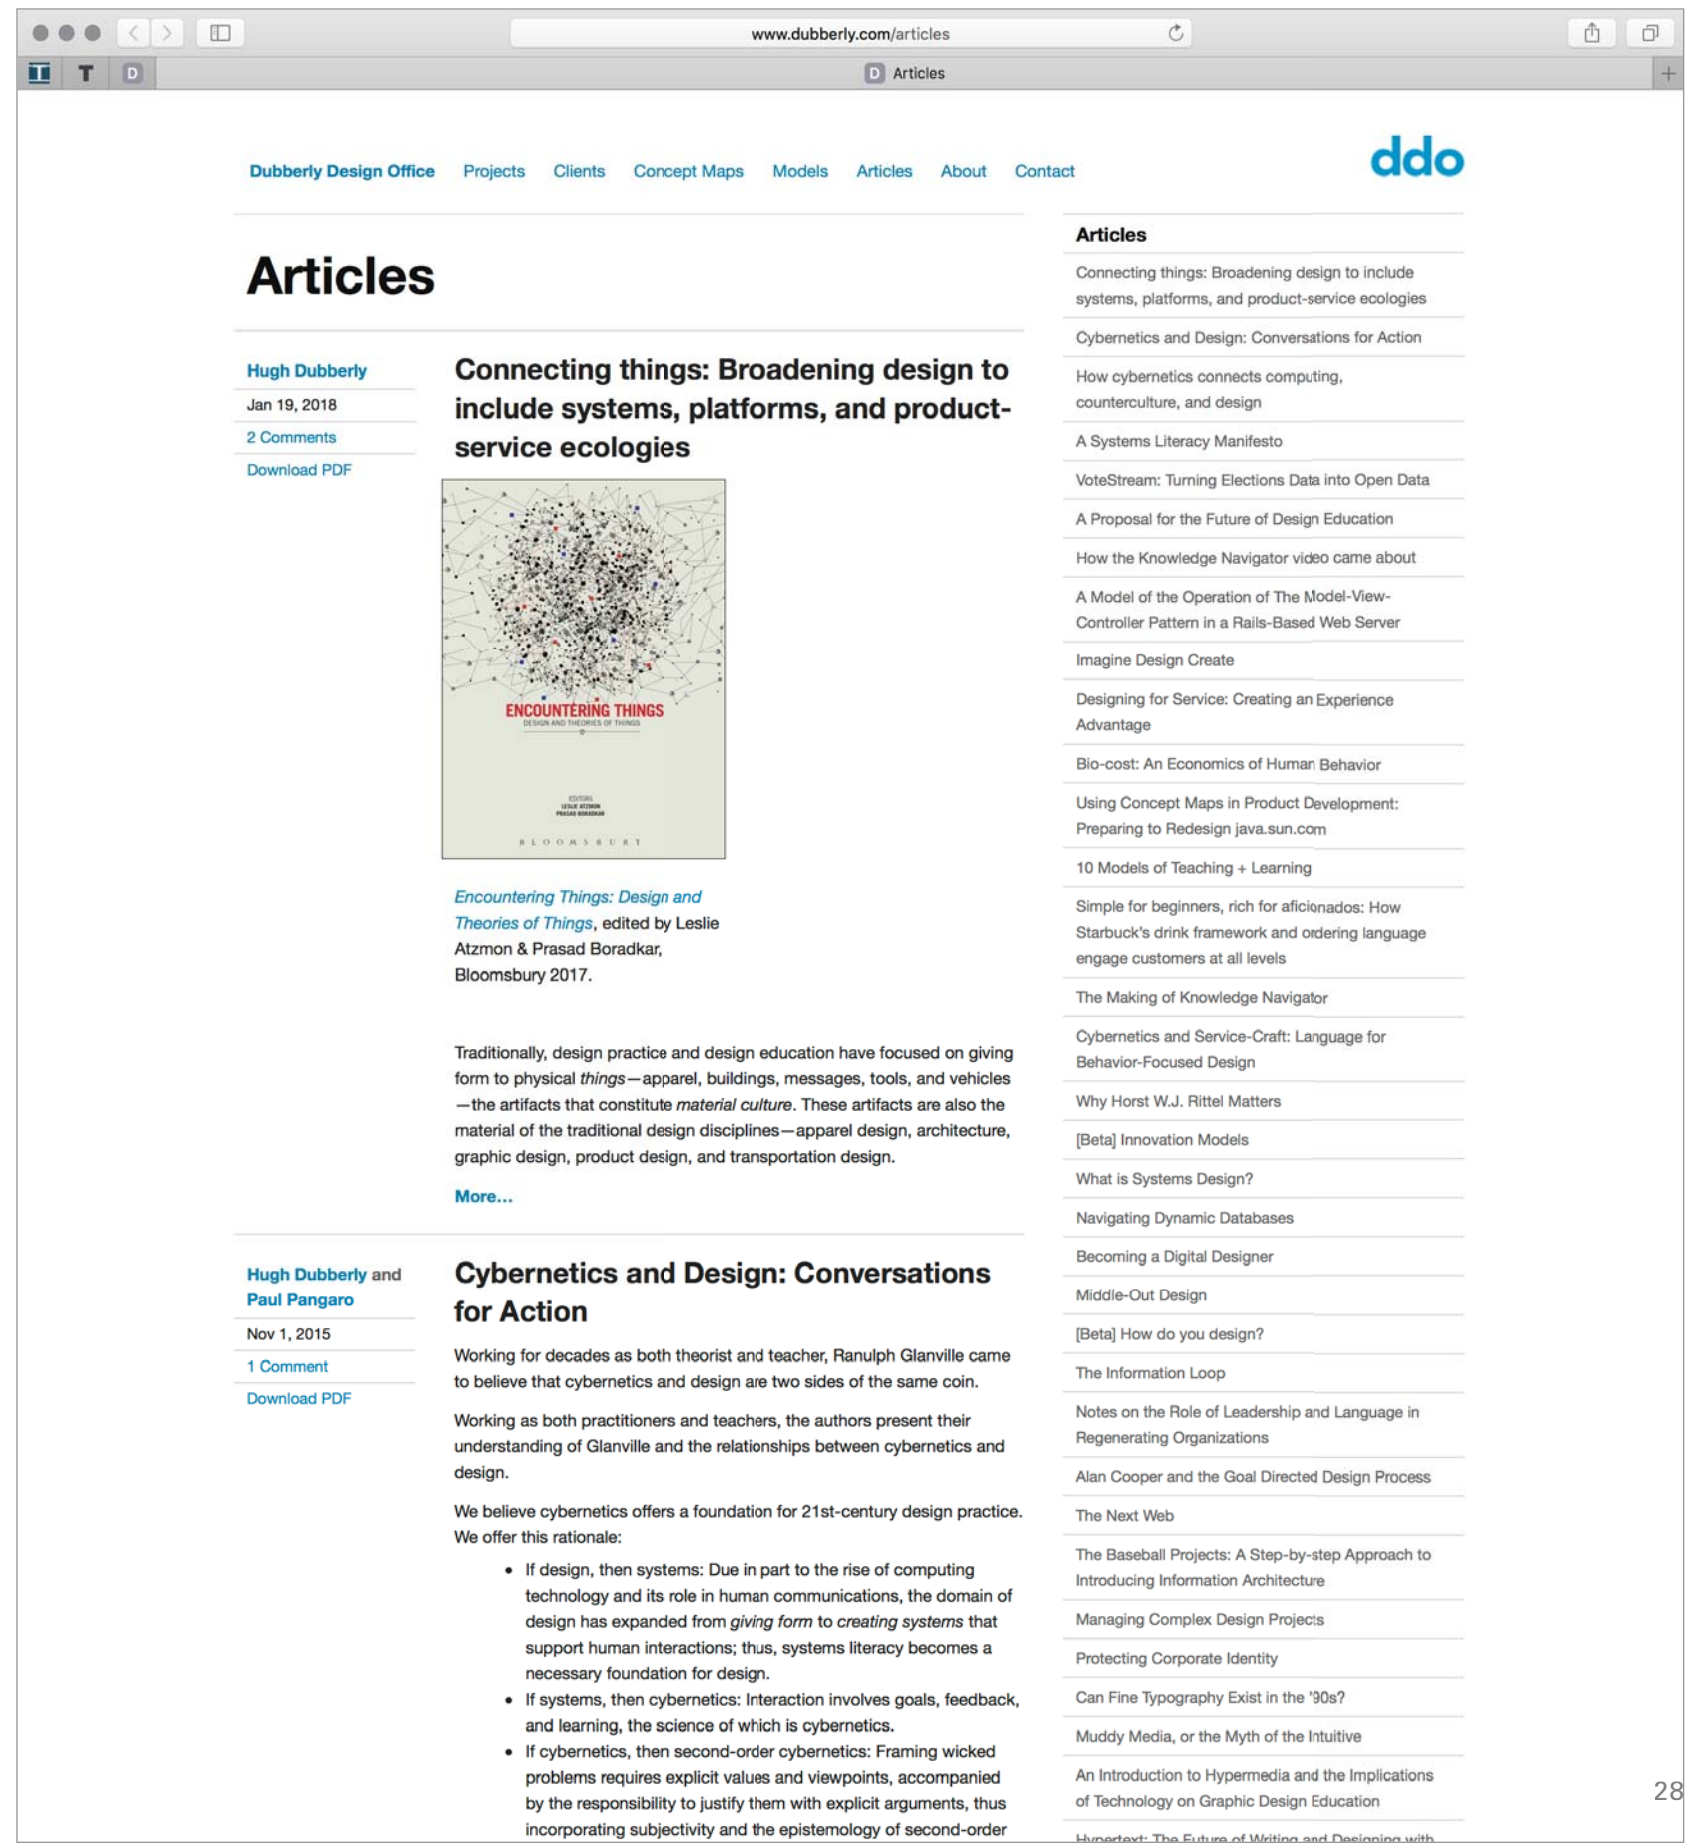 www.dubberly.com/articles
T
D
D Articles
Dubberly Design Office Projects Clients Concept Maps Models Articles About Contact
ddo
Articles
Hugh Dubberly
Jan 19, 2018
2 Comments
Download PDF
Connecting things: Broadening design to
include systems, platforms, and product-
service ecologies
ENCOUNTERING THINGS
DESIGN AND THEORIES OF THINGS
EDITORS
LESLIE ATZMON
PRASAD BORADKAR
BLOOMSBURY
Encountering Things: Design and
Theories of Things, edited by Leslie
Atzmon & Prasad Boradkar,
Bloomsbury 2017.
Traditionally, design practice and design education have focused on giving
form to physical things—apparel, buildings, messages, tools, and vehicles
—the artifacts that constitute material culture. These artifacts are also the
material of the traditional design disciplines—apparel design, architecture,
graphic design, product design, and transportation design.
More...
Hugh Dubberly and
Paul Pangaro
Nov 1, 2015
1 Comment
Download PDF
Cybernetics and Design: Conversations
for Action
Working for decades as both theorist and teacher, Ranulph Glanville came
to believe that cybernetics and design are two sides of the same coin.
Working as both practitioners and teachers, the authors present their
understanding of Glanville and the relationships between cybernetics and
design.
We believe cybernetics offers a foundation for 21st-century design practice.
We offer this rationale:
• If design, then systems: Due in part to the rise of computing
technology and its role in human communications, the domain of
design has expanded from giving form to creating systems that
support human interactions; thus, systems literacy becomes a
necessary foundation for design.
• If systems, then cybernetics: Interaction involves goals, feedback,
and learning, the science of which is cybernetics.
• If cybernetics, then second-order cybernetics: Framing wicked
problems requires explicit values and viewpoints, accompanied
by the responsibility to justify them with explicit arguments, thus
incorporating subjectivity and the epistemology of second-order
Articles
Connecting things: Broadening design to include
systems, platforms, and product-service ecologies
Cybernetics and Design: Conversations for Action
How cybernetics connects computing,
counterculture, and design
A Systems Literacy Manifesto
VoteStream: Turning Elections Data into Open Data
A Proposal for the Future of Design Education
How the Knowledge Navigator video came about
A Model of the Operation of The Model-View-
Controller Pattern in a Rails-Based Web Server
Imagine Design Create
Designing for Service: Creating an Experience
Advantage
Bio-cost: An Economics of Human Behavior
Using Concept Maps in Product Development:
Preparing to Redesign java.sun.com
10 Models of Teaching + Learning
Simple for beginners, rich for aficionados: How
Starbuck's drink framework and ordering language
engage customers at all levels
The Making of Knowledge Navigator
Cybernetics and Service-Craft: Language for
Behavior-Focused Design
Why Horst W.J. Rittel Matters
[Beta] Innovation Models
What is Systems Design?
Navigating Dynamic Databases
Becoming a Digital Designer
Middle-Out Design
[Beta] How do you design?
The Information Loop
Notes on the Role of Leadership and Language in
Regenerating Organizations
Alan Cooper and the Goal Directed Design Process
The Next Web
The Baseball Projects: A Step-by-step Approach to
Introducing Information Architecture
Managing Complex Design Projects
Protecting Corporate Identity
Can Fine Typography Exist in the '90s?
Muddy Media, or the Myth of the Intuitive
An Introduction to Hypermedia and the Implications
of Technology on Graphic Design Education
Hypertext: The Future of Writing and Designing with
28